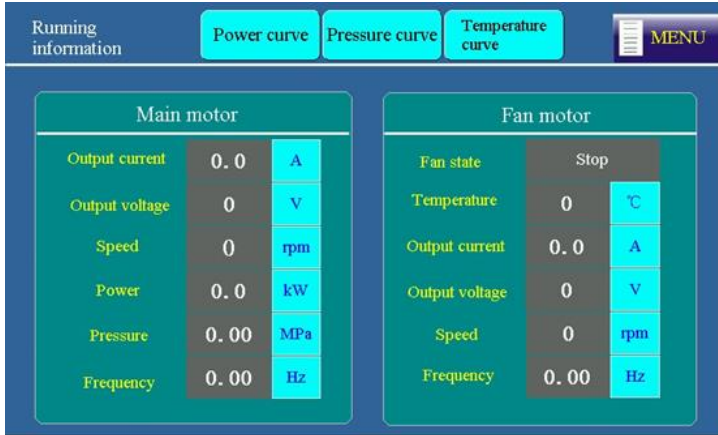 Running
information
Power curve
Pressure curve
Temperature
curve
MENU
Main motor
Output current 0.0 A
Output voltage 0 V
Speed 0 rpm
Power 0.0 kW
Pressure 0.00 MPa
Frequency 0.00 Hz
Fan motor
Fan state Stop
Temperature 0 ℃
Output current 0.0 A
Output voltage 0 V
Speed 0 rpm
Frequency 0.00 Hz